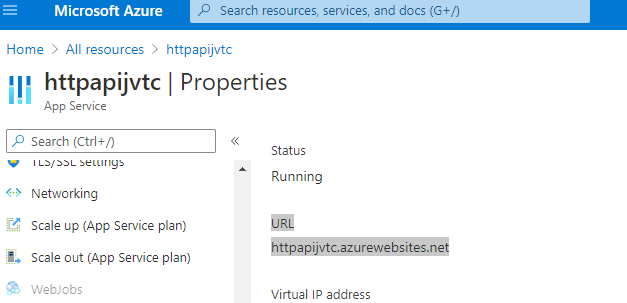 Microsoft Azure
Search resources, services, and docs (G+/)
Home > All resources > httpapijvtc
httpapijvtc | Properties
App Service
Search (Ctrl+/)
«
TLS/SSL settings
Networking
Scale up (App Service plan)
Scale out (App Service plan)
WebJobs
Status
Running
URL
httpapijvtc.azurewebsites.net
Virtual IP address